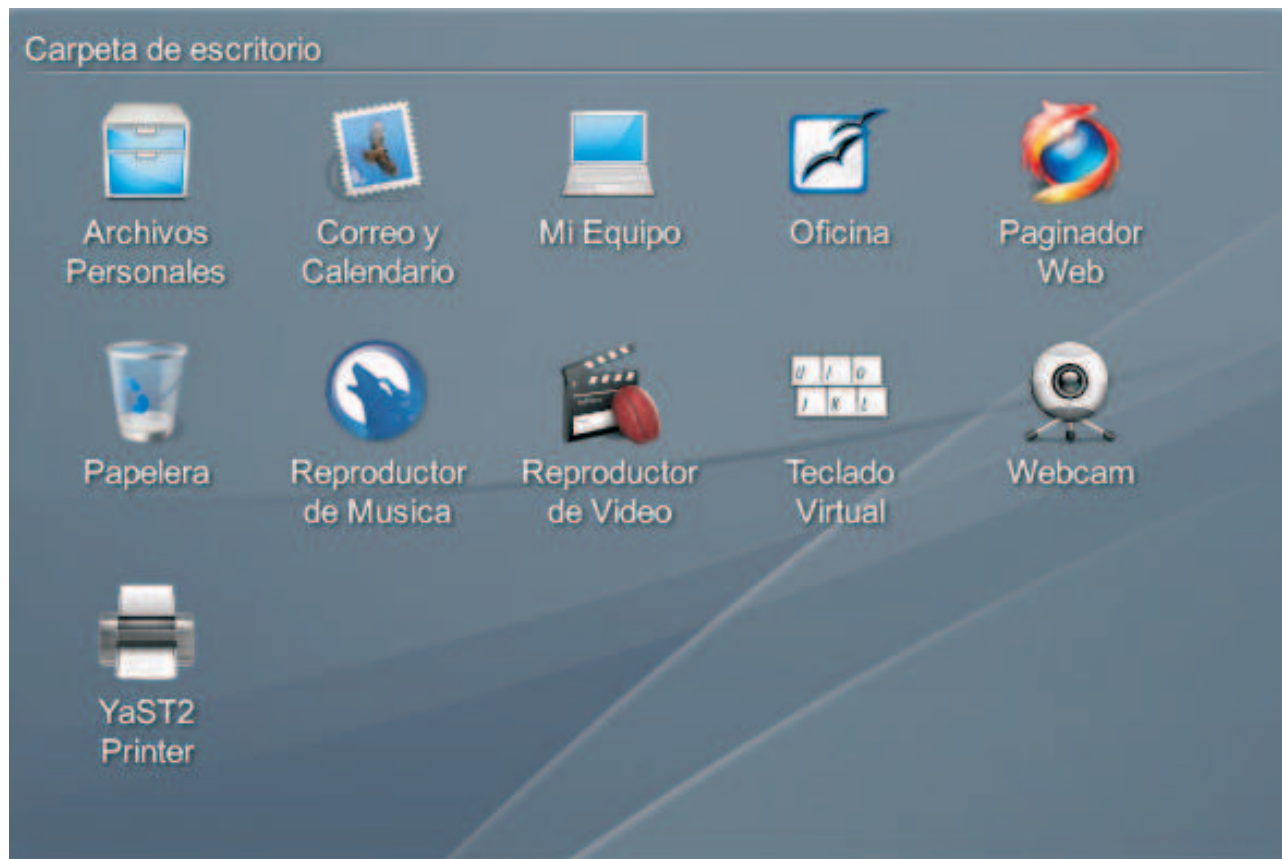 Carpeta de escritorio
Archivos
Personales
Correo y
Calendario
Mi Equipo
Oficina
Paginador
Web
Papelera
Reproductor
de Musica
Reproductor
de Video
U I O
J K L
Teclado
Virtual
Webcam
YaST2
Printer